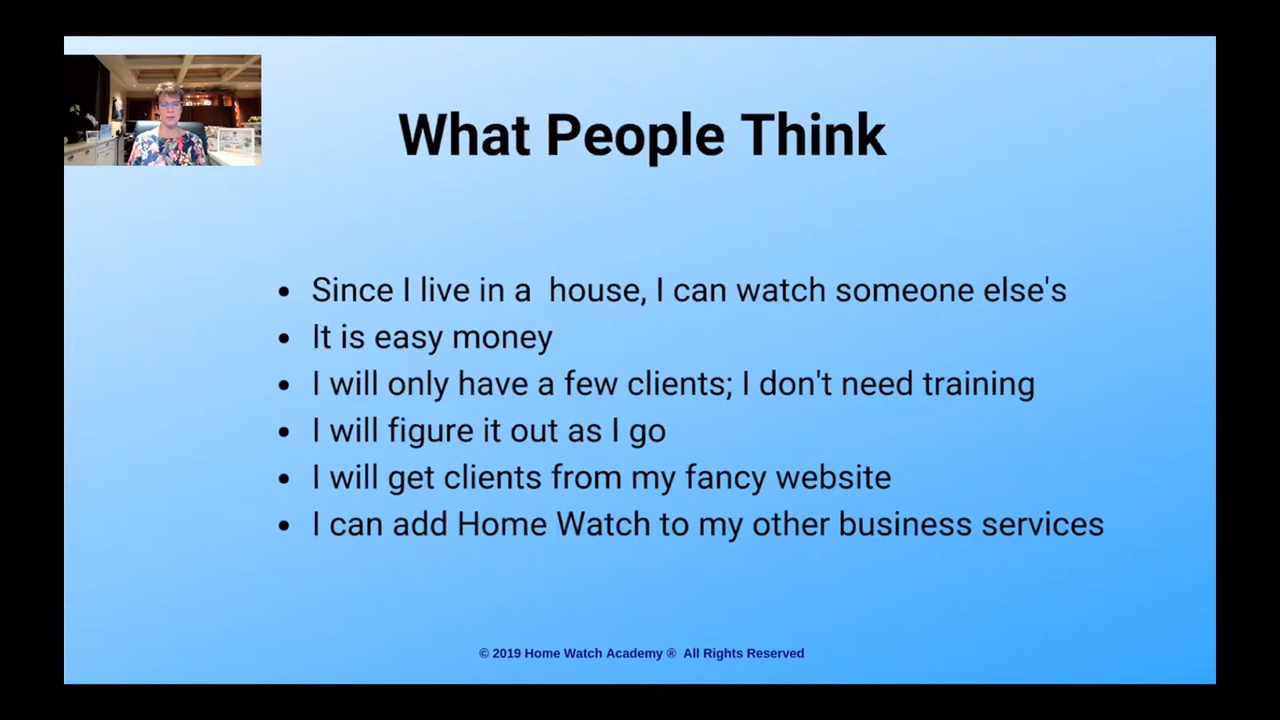 What People Think
• Since I live in a  house, I can watch someone else's
• It is easy money
• I will only have a few clients; I don't need training
• I will figure it out as I go
• I will get clients from my fancy website
• I can add Home Watch to my other business services
© 2019 Home Watch Academy ®  All Rights Reserved